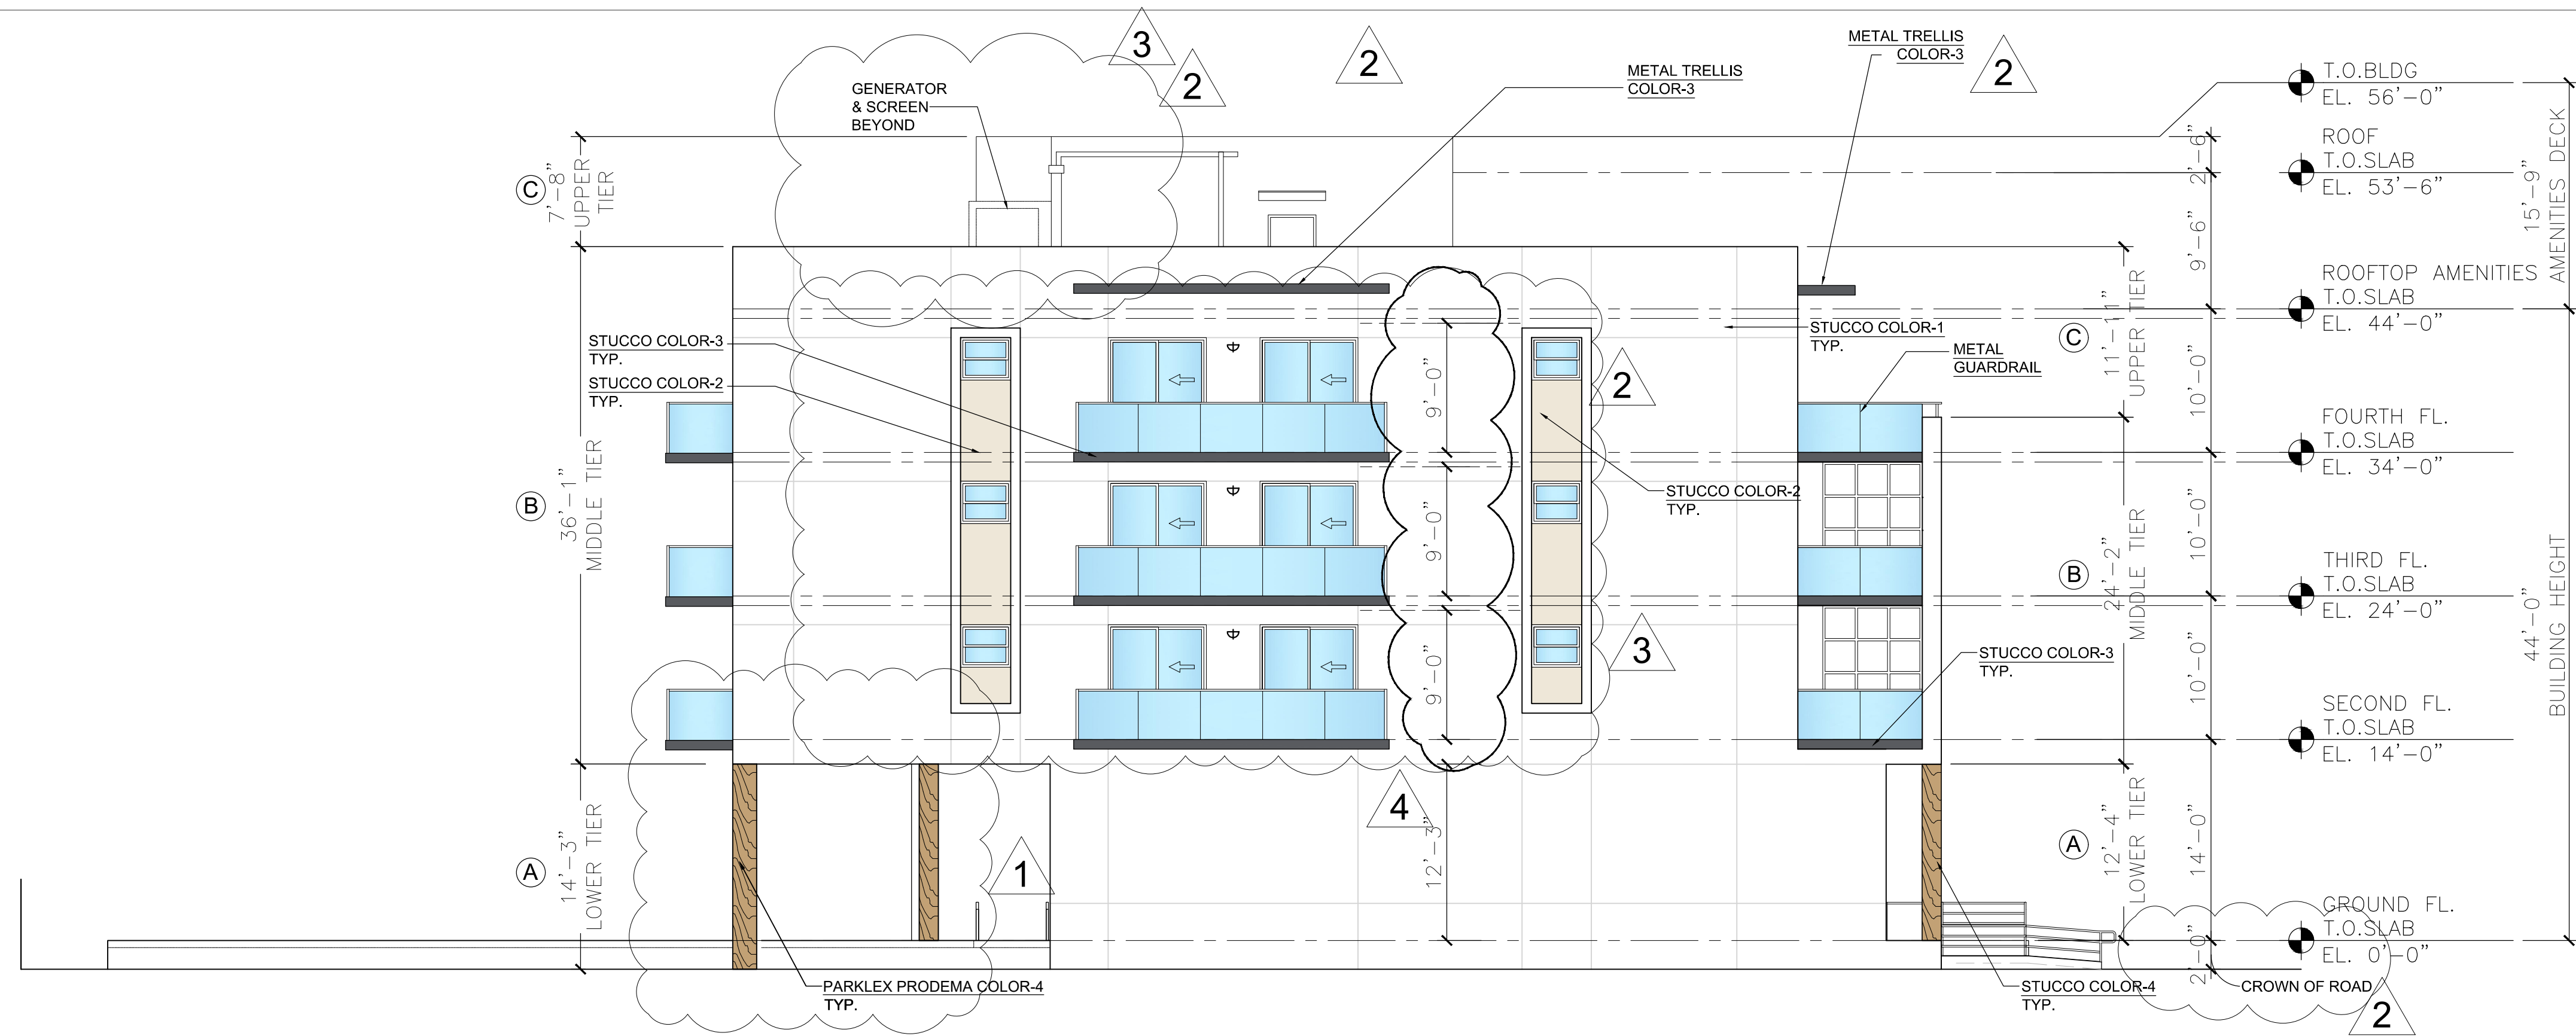 3
2
2
METAL TRELLIS
COLOR-3
2
METAL TRELLIS
COLOR-3
GENERATOR
& SCREEN
BEYOND
T.O.BLDG
EL. 56'-0"
ROOF
T.O.SLAB
EL. 53'-6"
ROOFTOP AMENITIES
T.O.SLAB
EL. 44'-0"
FOURTH FL.
T.O.SLAB
EL. 34'-0"
THIRD FL.
T.O.SLAB
EL. 24'-0"
SECOND FL.
T.O.SLAB
EL. 14'-0"
GROUND FL.
T.O.SLAB
EL. 0'-0"
15'-9"
AMENITIES DECK
44'-0"
BUILDING HEIGHT
2'-6"
9'-6"
10'-0"
10'-0"
10'-0"
14'-0"
2'-0"
C
7'-8"
UPPER
TIER
B
36'-1"
MIDDLE TIER
A
14'-3"
LOWER TIER
STUCCO COLOR-3
TYP.
STUCCO COLOR-2
TYP.
9'-0"
9'-0"
9'-0"
12'-3"
STUCCO COLOR-1
TYP.
METAL
GUARDRAIL
2
STUCCO COLOR-2
TYP.
3
STUCCO COLOR-3
TYP.
C
11'-11"
UPPER TIER
B
24'-2"
MIDDLE TIER
A
12'-4"
LOWER TIER
4
1
PARKLEX PRODEMA COLOR-4
TYP.
STUCCO COLOR-4
TYP.
CROWN OF ROAD
2